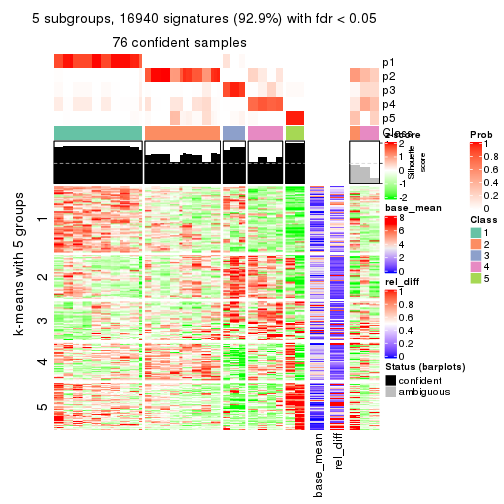 5 subgroups, 16940 signatures (92.9%) with fdr < 0.05
76 confident samples
p1
p2
p3
p4
p5
Class
k-means with 5 groups
1
2
3
4
5
base_mean
rel_diff
z-score
2
1
0
-1
-2
Silhouette
score
base_mean
8
6
4
2
0
rel_diff
1
0.8
0.6
0.4
0.2
0
Status (barplots)
confident
ambiguous
Prob
1
0.8
0.6
0.4
0.2
0
Class
1
2
3
4
5